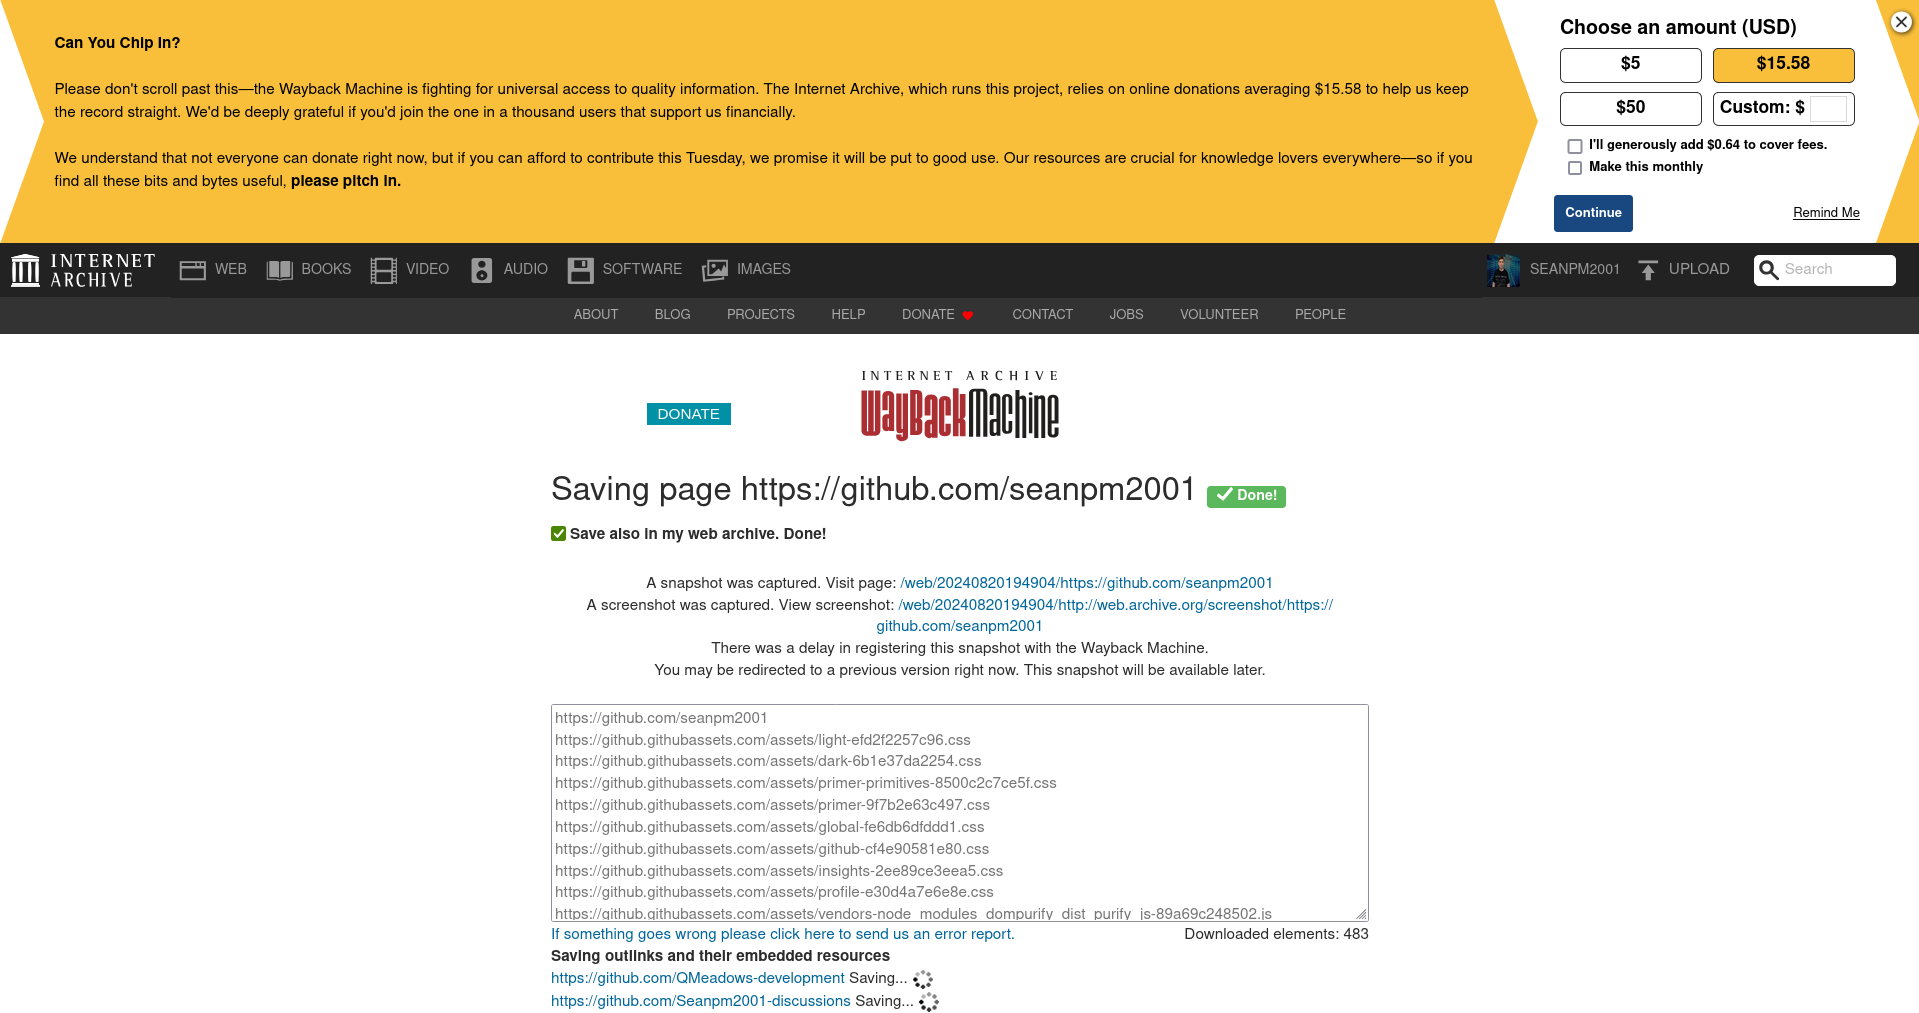 Can You Chip In?
Please don't scroll past this—the Wayback Machine is fighting for universal access to quality information. The Internet Archive, which runs this project, relies on online donations averaging $15.58 to help us keep
the record straight. We'd be deeply grateful if you'd join the one in a thousand users that support us financially.
We understand that not everyone can donate right now, but if you can afford to contribute this Tuesday, we promise it will be put to good use. Our resources are crucial for knowledge lovers everywhere—so if you
find all these bits and bytes useful, please pitch in.
Choose an amount (USD)
$5 $15.58
$50 Custom: $
I'll generously add $0.64 to cover fees.
Make this monthly
Continue Remind Me
INTERNET
ARCHIVE
WEB BOOKS VIDEO AUDIO SOFTWARE IMAGES SEANPM2001 UPLOAD Search
ABOUT BLOG PROJECTS HELP DONATE CONTACT JOBS VOLUNTEER PEOPLE
DONATE
INTERNET ARCHIVE
WayBackMachine
Saving page https://github.com/seanpm2001 Done!
Save also in my web archive. Done!
A snapshot was captured. Visit page: /web/20240820194904/https://github.com/seanpm2001
A screenshot was captured. View screenshot: /web/20240820194904/http://web.archive.org/screenshot/https://
github.com/seanpm2001
There was a delay in registering this snapshot with the Wayback Machine.
You may be redirected to a previous version right now. This snapshot will be available later.
https://github.com/seanpm2001
https://github.githubassets.com/assets/light-efd2f2257c96.css
https://github.githubassets.com/assets/dark-6b1e37da2254.css
https://github.githubassets.com/assets/primer-primitives-8500c2c7ce5f.css
https://github.githubassets.com/assets/primer-9f7b2e63c497.css
https://github.githubassets.com/assets/global-fe6db6dfddd1.css
https://github.githubassets.com/assets/github-cf4e90581e80.css
https://github.githubassets.com/assets/insights-2ee89ce3eea5.css
https://github.githubassets.com/assets/profile-e30d4a7e6e8e.css
https://github.githubassets.com/assets/vendors-node_modules_dompurify_dist_purify_js-89a69c248502.js
If something goes wrong please click here to send us an error report. Downloaded elements: 483
Saving outlinks and their embedded resources
https://github.com/QMeadows-development Saving...
https://github.com/Seanpm2001-discussions Saving...